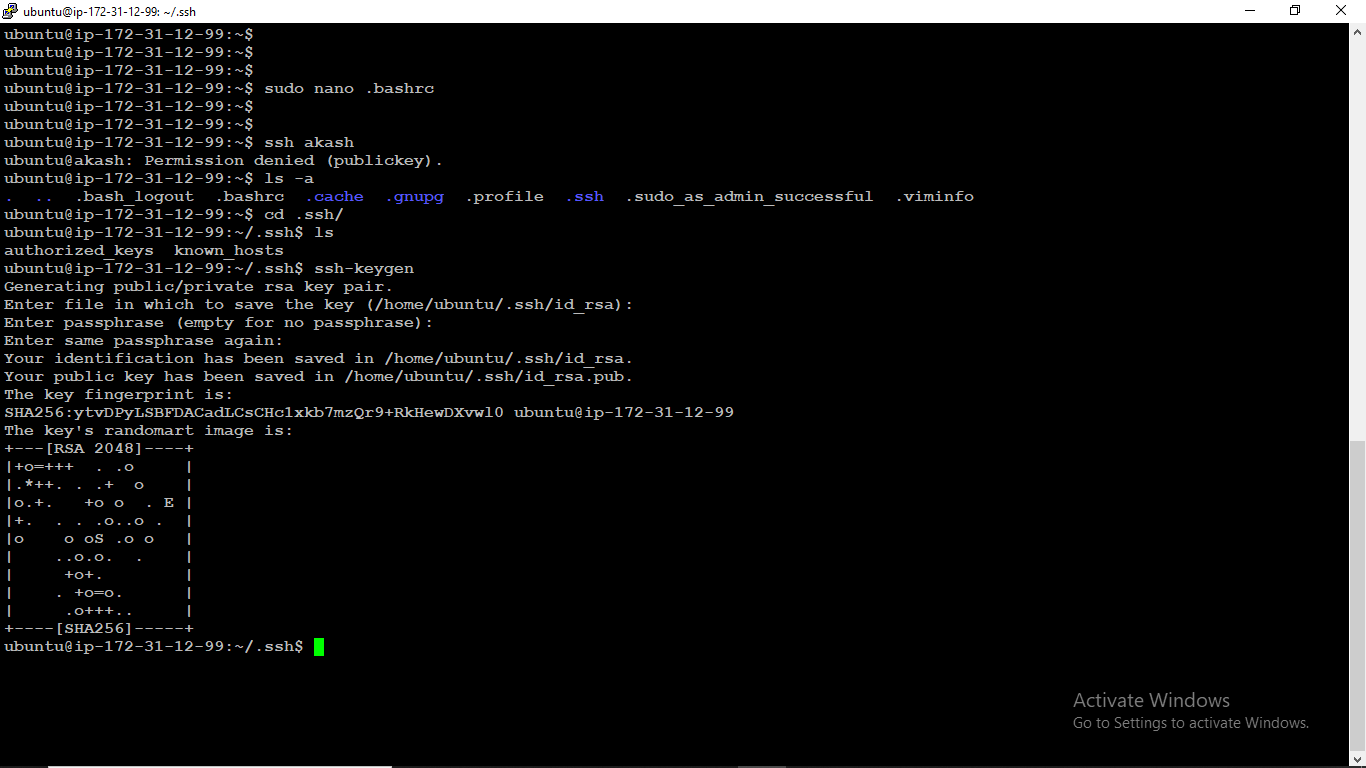 ubuntu@ip-172-31-12-99: ~/.ssh
ubuntu@ip-172-31-12-99:~$
ubuntu@ip-172-31-12-99:~$
ubuntu@ip-172-31-12-99:~$
ubuntu@ip-172-31-12-99:~$ sudo nano .bashrc
ubuntu@ip-172-31-12-99:~$
ubuntu@ip-172-31-12-99:~$
ubuntu@ip-172-31-12-99:~$ ssh akash
ubuntu@akash: Permission denied (publickey).
ubuntu@ip-172-31-12-99:~$ ls -a
.  ..  .bash_logout  .bashrc  .cache  .gnupg  .profile  .ssh  .sudo_as_admin_successful  .viminfo
ubuntu@ip-172-31-12-99:~$ cd .ssh/
ubuntu@ip-172-31-12-99:~/.ssh$ ls
authorized_keys  known_hosts
ubuntu@ip-172-31-12-99:~/.ssh$ ssh-keygen
Generating public/private rsa key pair.
Enter file in which to save the key (/home/ubuntu/.ssh/id_rsa):
Enter passphrase (empty for no passphrase):
Enter same passphrase again:
Your identification has been saved in /home/ubuntu/.ssh/id_rsa.
Your public key has been saved in /home/ubuntu/.ssh/id_rsa.pub.
The key fingerprint is:
SHA256:ytvDPyLSBFDACadLCsCHc1xkb7mzQr9+RkHewDXvwl0 ubuntu@ip-172-31-12-99
The key's randomart image is:
+---[RSA 2048]----+
|+o=+++  . .o     |
|.*++. . .+  o    |
|o.+.   +o o  . E |
|+.  . . .o..o .  |
|o    o oS .o o   |
|    ..o.o.  .    |
|     +o+.        |
|    . +o=o.      |
|     .o+++..     |
+----[SHA256]-----+
ubuntu@ip-172-31-12-99:~/.ssh$
Activate Windows
Go to Settings to activate Windows.